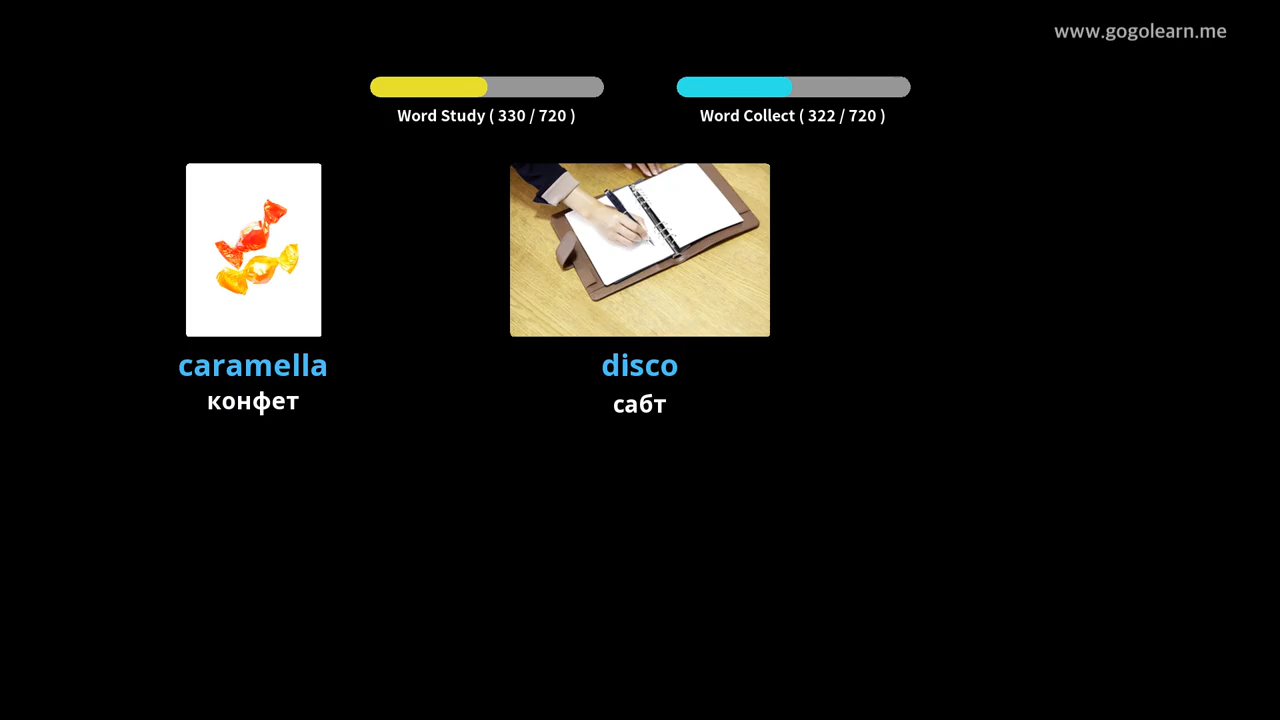 www.gogolearn.me
Word Study ( 330 / 720 )
Word Collect ( 322 / 720 )
caramella
конфет
disco
сабт